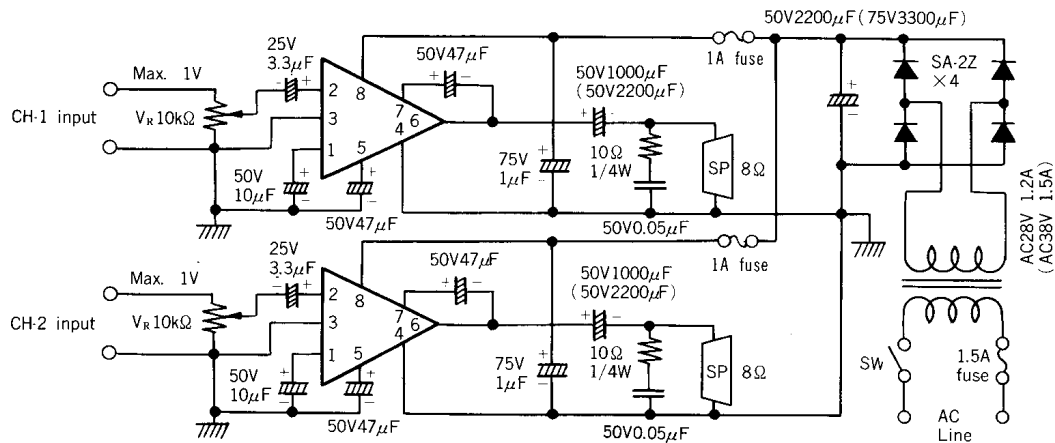 50V2200μF (75V3300μF)
25V
3.3μF
50V47μF
1A fuse
SA-2Z
×4
Max. 1V
50V1000μF
(50V2200μF)
CH-1 input
VR 10kΩ
2
8
7
3
4
6
1
5
+
-
10Ω
1/4W
SP
8Ω
75V
1μF
50V
10μF
50V47μF
50V0.05μF
AC28V 1.2A
(AC38V 1.5A)
25V
3.3μF
50V47μF
1A fuse
Max. 1V
50V1000μF
(50V2200μF)
CH-2 input
VR 10kΩ
2
8
7
3
4
6
1
5
10Ω
1/4W
SP
8Ω
75V
1μF
50V
10μF
50V47μF
50V0.05μF
SW
1.5A
fuse
AC
Line